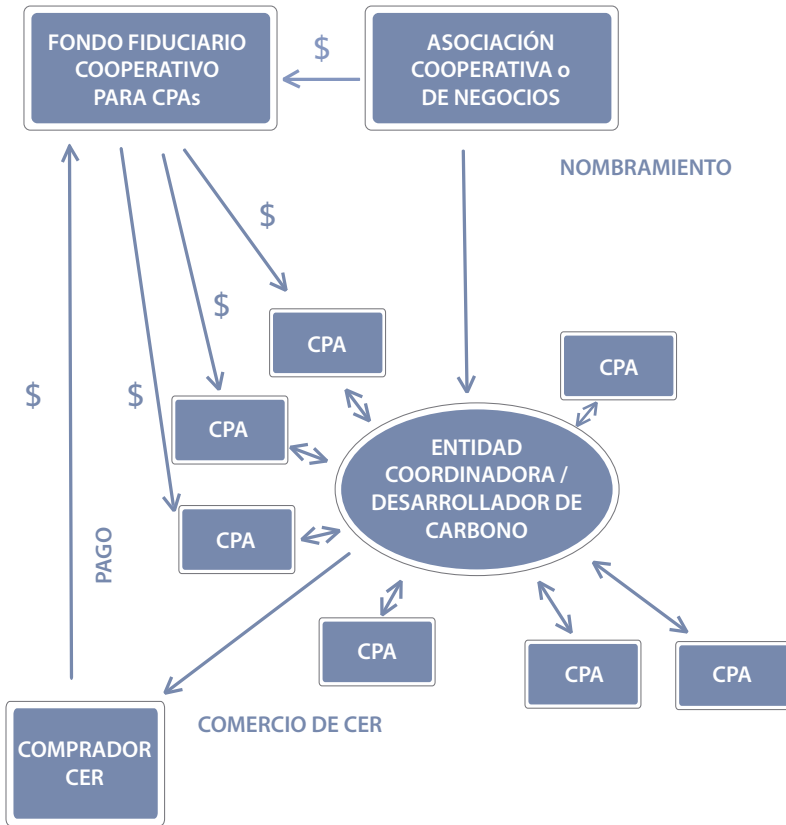 FONDO FIDUCIARIO
COOPERATIVO
PARA CPAs
$
ASOCIACIÓN
COOPERATIVA o
DE NEGOCIOS
NOMBRAMIENTO
$
$
$
$
CPA
CPA
CPA
CPA
ENTIDAD
COORDINADORA /
DESARROLLADOR DE
CARBONO
PAGO
CPA
CPA
CPA
COMERCIO DE CER
COMPRADOR
CER